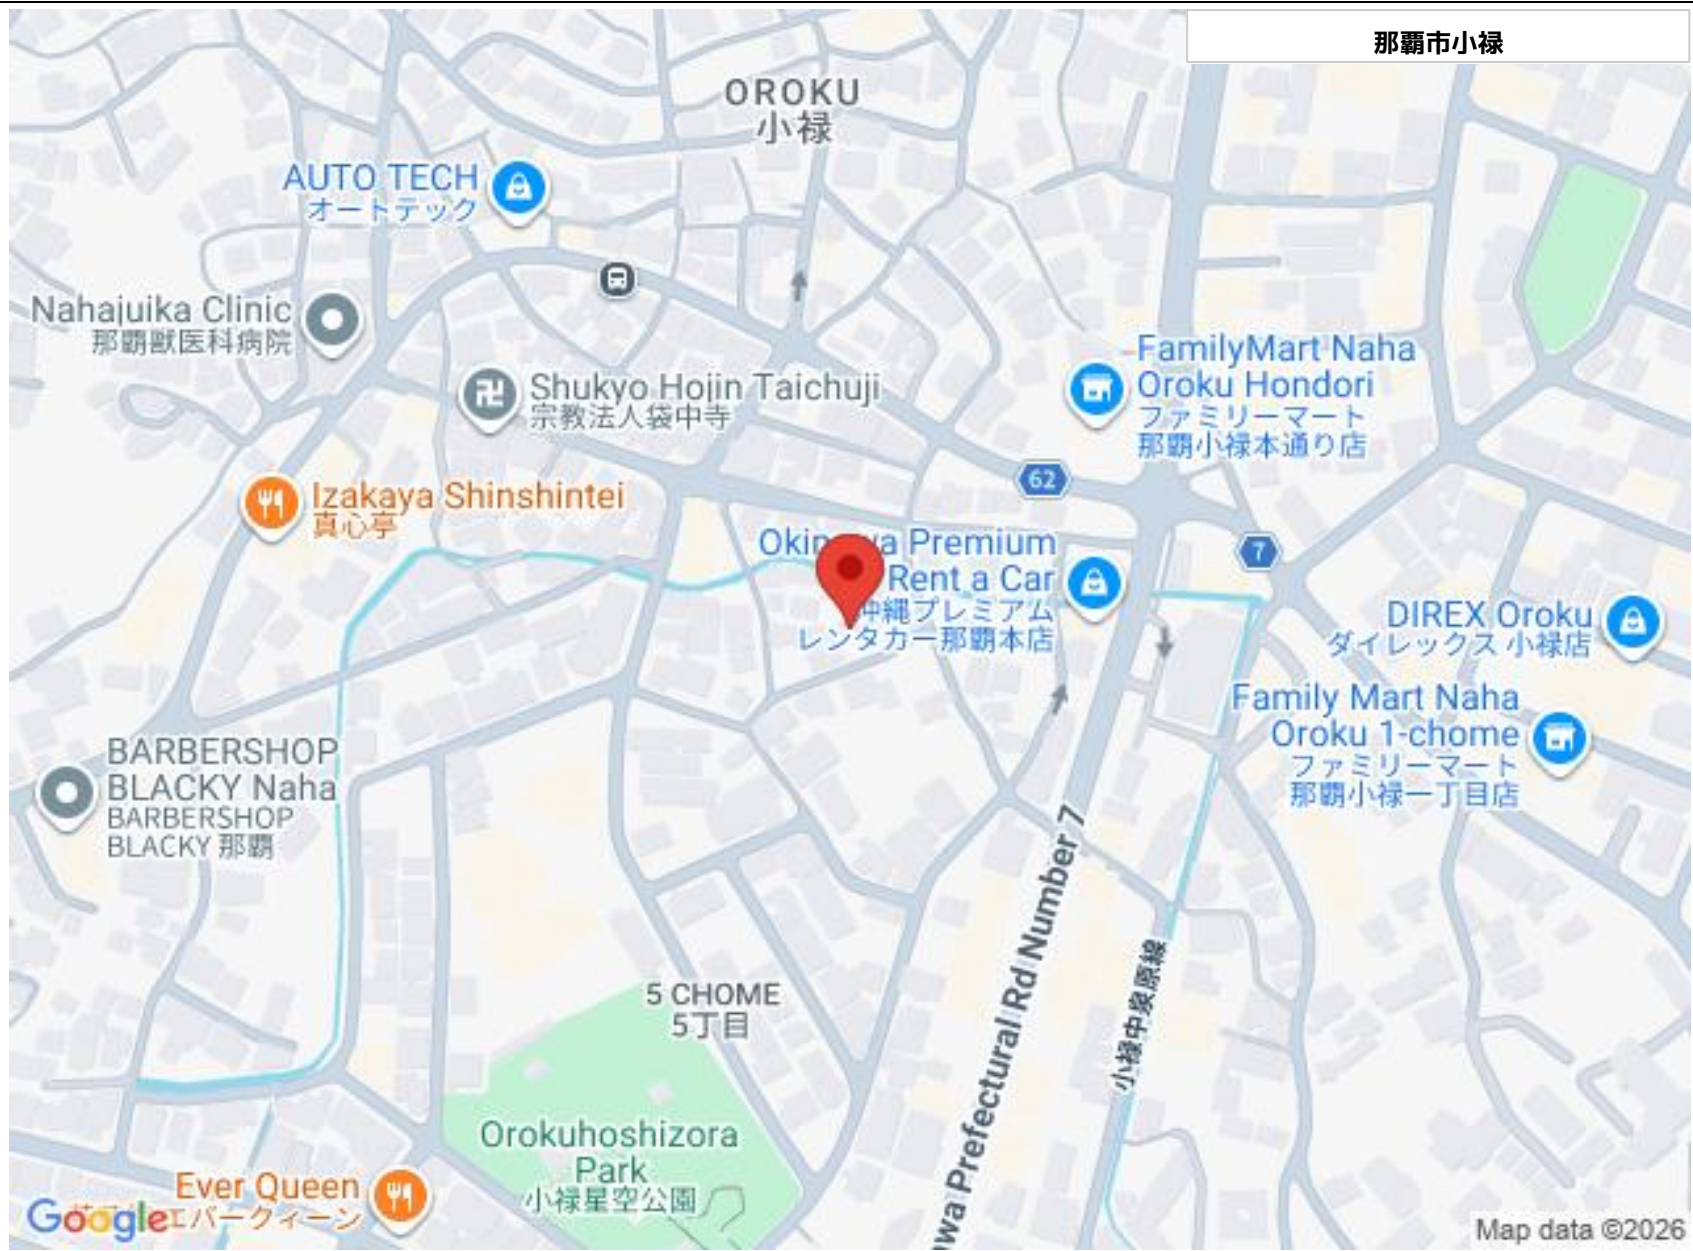 那覇市小禄
OROKU
小禄
AUTO TECH
オートテック
Nahajuika Clinic
那覇獣医科病院
FamilyMart Naha
Oroku Hondori
ファミリーマート
那覇小禄本通り店
Shukyo Hojin Taichuji
宗教法人袋中寺
62
Izakaya Shinshintei
真心亭
7
Premium
Rent a Car
沖縄プレミアム
レンタカー那覇本店
DIREX Oroku
ダイレックス 小禄店
Family Mart Naha
Oroku 1-chome
ファミリーマート
那覇小禄一丁目店
BARBERSHOP
BLACKY Naha
BARBERSHOP
BLACKY 那覇
wa Prefectural Rd Number 7
小禄中泉原線
5 CHOME
5丁目
Orokuhoshizora
Park
小禄星空公園
Ever Queen
エバークィーン
Google
Map data ©2026